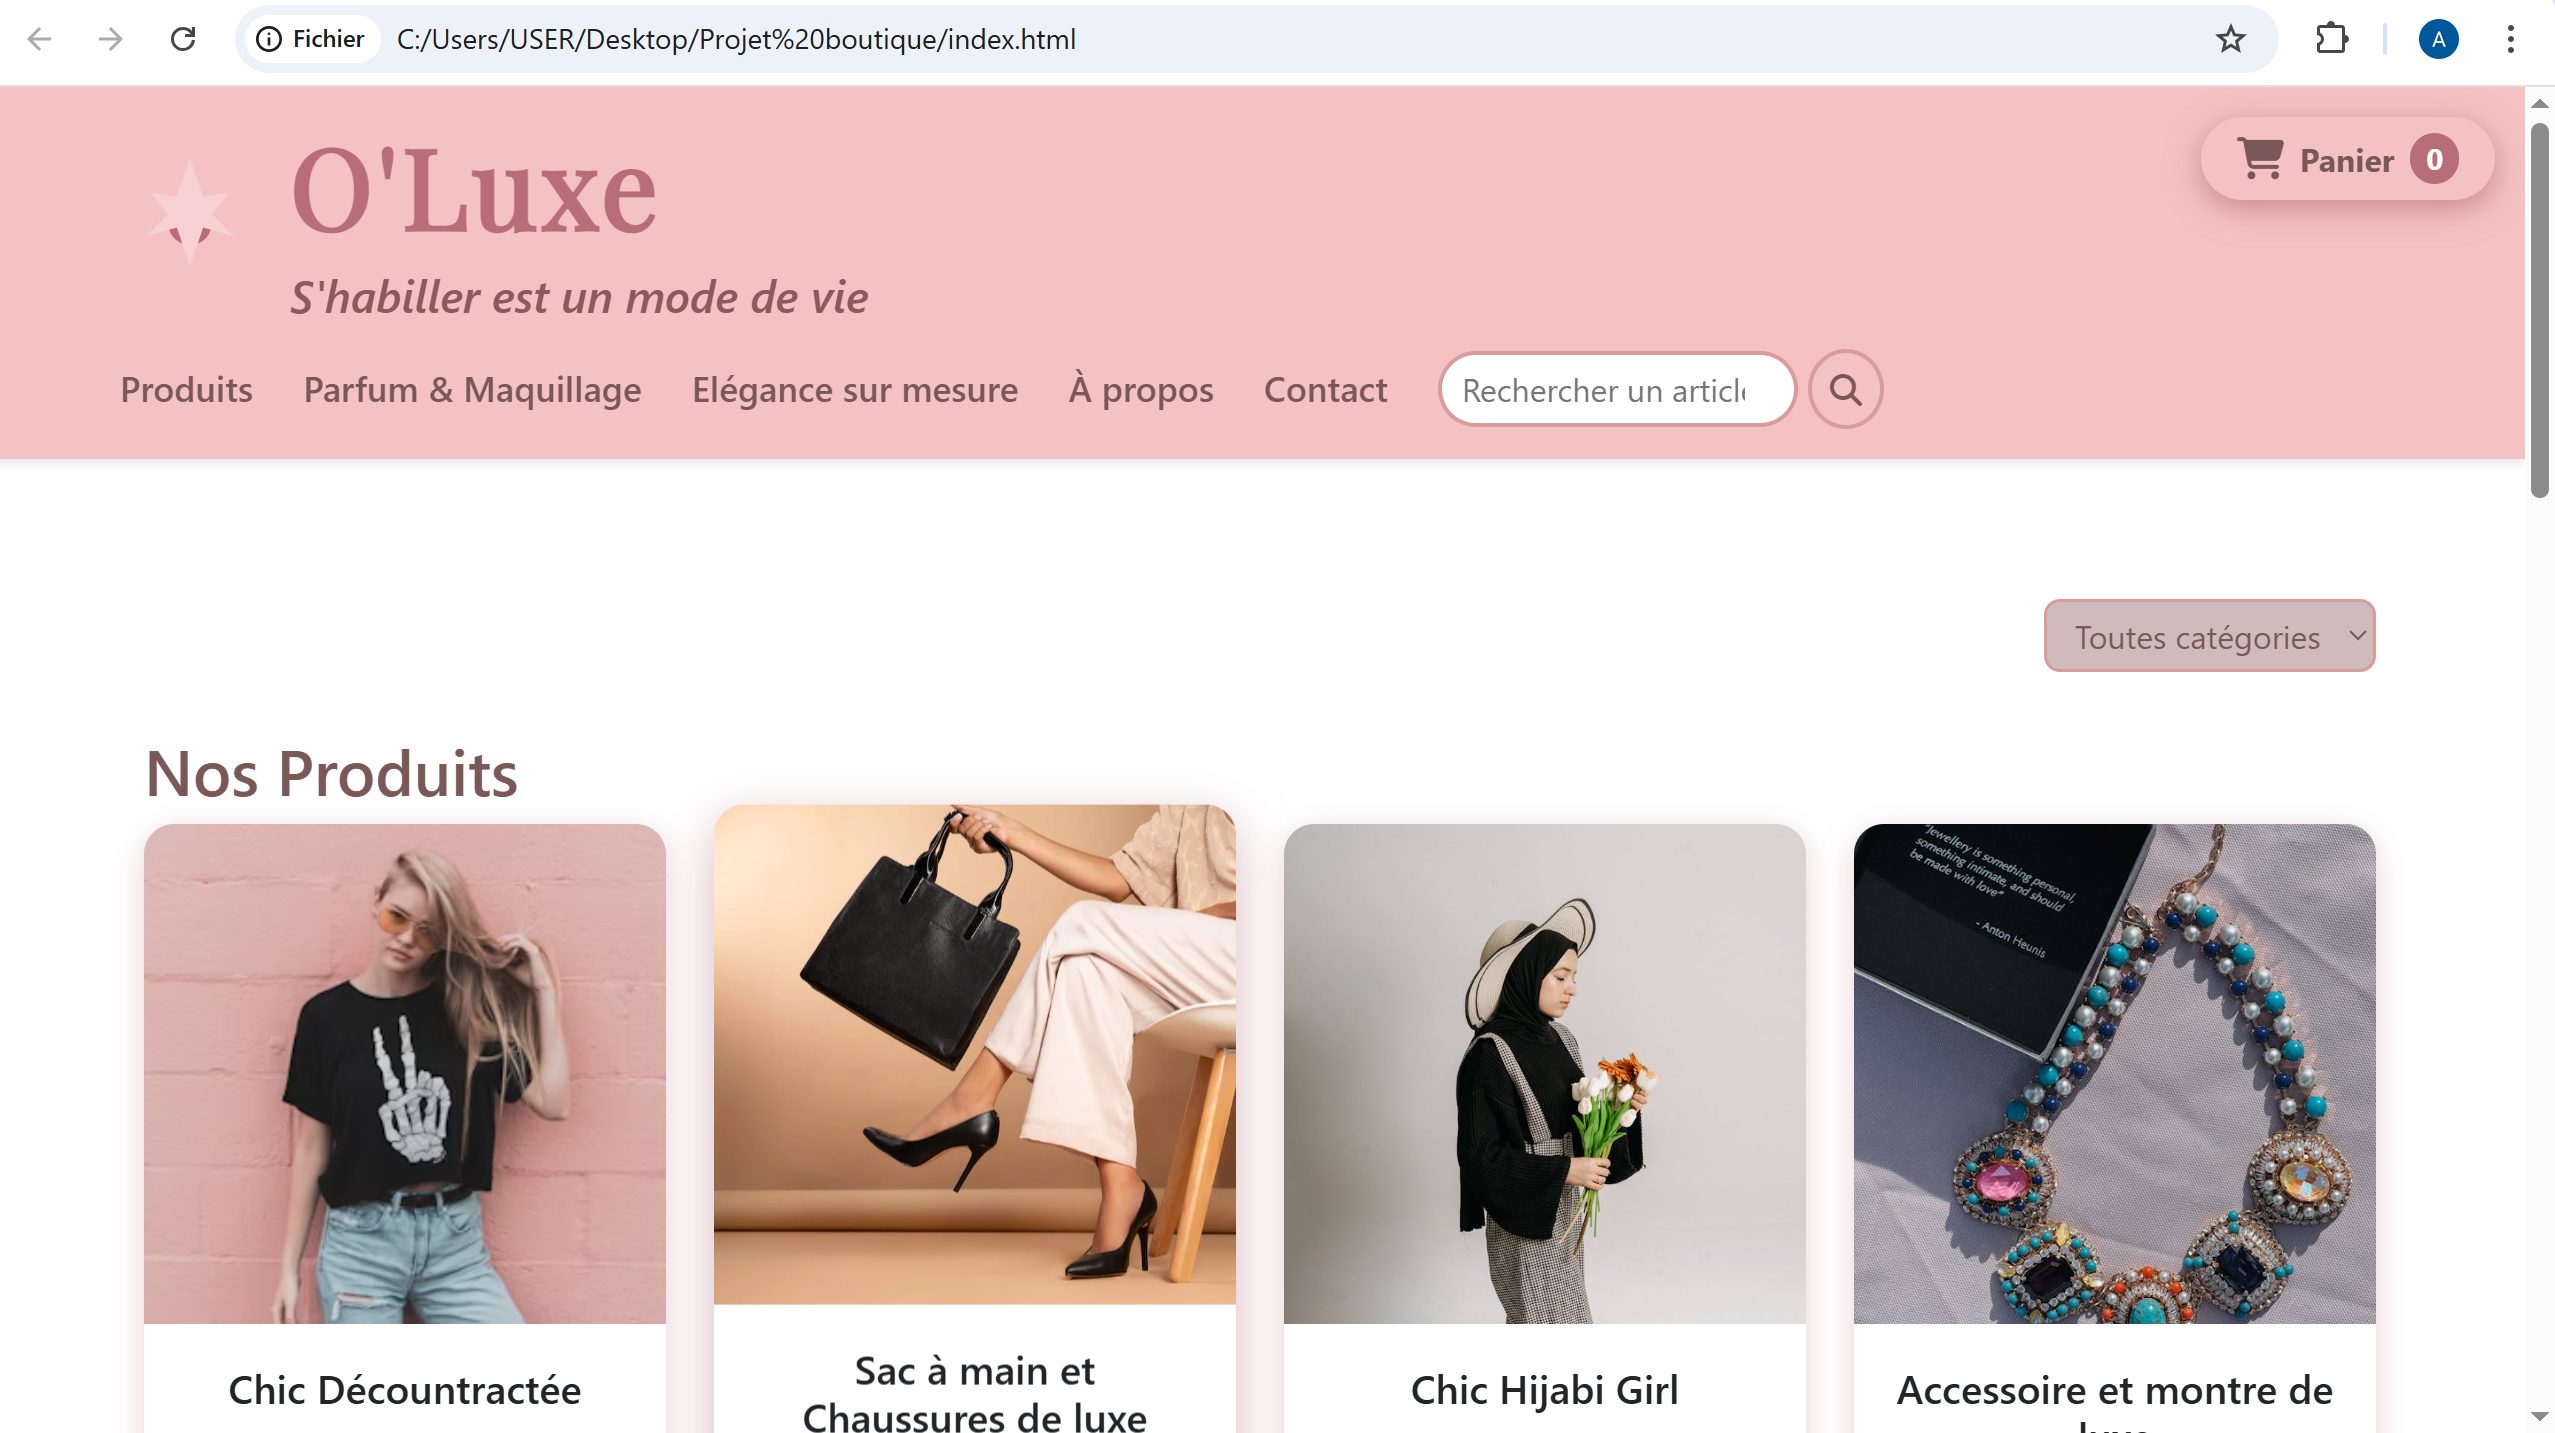 Fichier C:/Users/USER/Desktop/Projet%20boutique/index.html
A
O'Luxe
Panier 0
S'habiller est un mode de vie
Produits Parfum & Maquillage Elégance sur mesure À propos Contact Rechercher un article
Toutes catégories
Nos Produits
"Jewellery is something personal,
something intimate, and should
be made with love"
- Anton Heunis
Chic Décountractée
Sac à main et
Chaussures de luxe
Chic Hijabi Girl
Accessoire et montre de
luxe